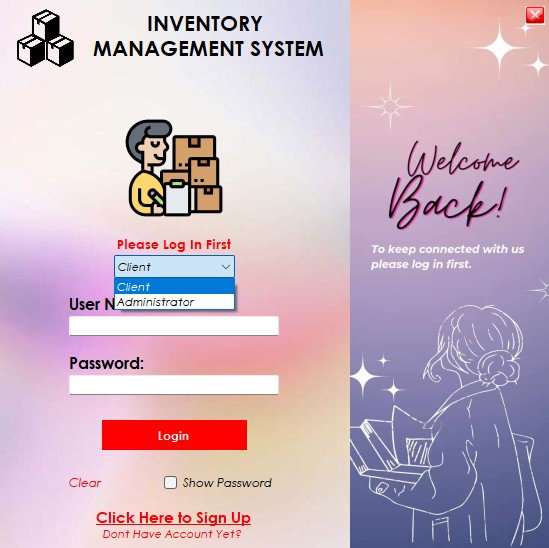 INVENTORY
MANAGEMENT SYSTEM
Please Log In First
Client
Client
Administrator
User N
Password:
Login
Clear
Show Password
Click Here to Sign Up
Dont Have Account Yet?
Welcome
Back!
To keep connected with us
please log in first.